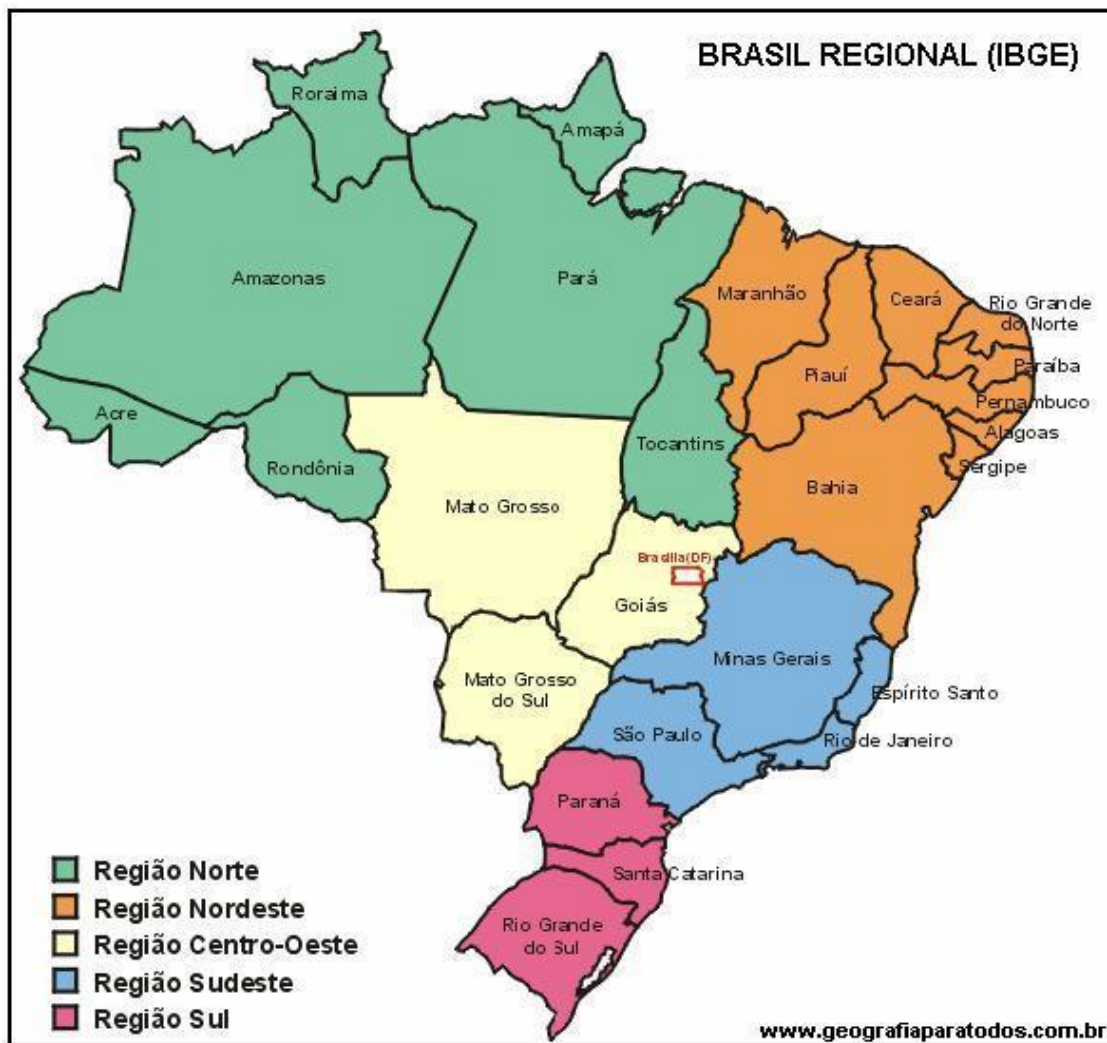 BRASIL REGIONAL (IBGE)
Roraima
Amapá
Amazonas
Pará
Maranhão
Ceará
Rio Grande
do Norte
Paraíba
Piauí
Pernambuco
Acre
Alagoas
Tocantins
Rondônia
Sergipe
Bahia
Mato Grosso
Brasília(DF)
Goiás
Minas Gerais
Mato Grosso
do Sul
Espírito Santo
São Paulo
Rio de Janeiro
Paraná
Santa Catarina
Rio Grande
do Sul
Região Norte
Região Nordeste
Região Centro-Oeste
Região Sudeste
Região Sul
www.geografiaparatodos.com.br